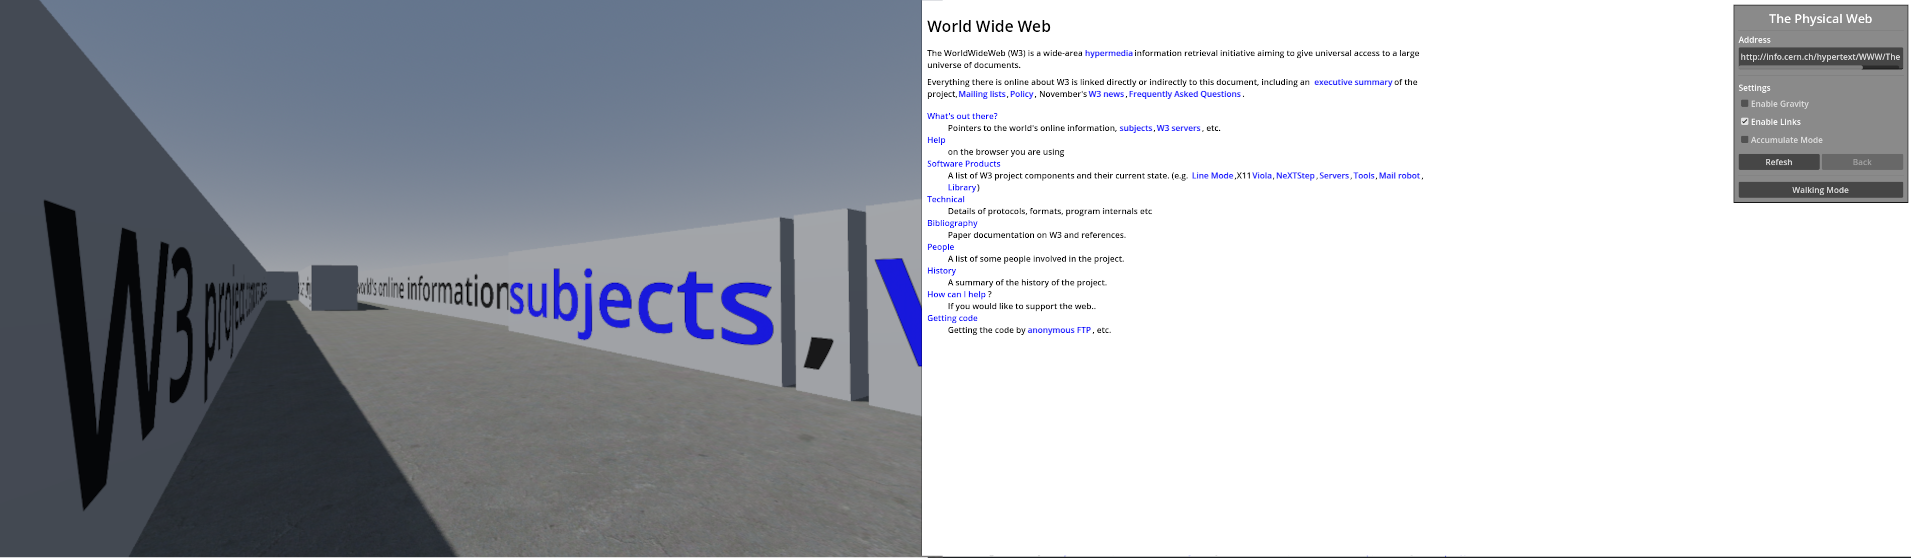 W3 project
world's online information subjects ,
World Wide Web
The WorldWideWeb (W3) is a wide-area hypermedia information retrieval initiative aiming to give universal access to a large
universe of documents.
Everything there is online about W3 is linked directly or indirectly to this document, including an executive summary of the
project, Mailing lists , Policy , November's W3 news , Frequently Asked Questions .
What's out there?
Pointers to the world's online information, subjects , W3 servers , etc.
Help
on the browser you are using
Software Products
A list of W3 project components and their current state. (e.g. Line Mode ,X11 Viola , NeXTStep , Servers , Tools , Mail robot ,
Library )
Technical
Details of protocols, formats, program internals etc
Bibliography
Paper documentation on W3 and references.
People
A list of some people involved in the project.
History
A summary of the history of the project.
How can I help ?
If you would like to support the web..
Getting code
Getting the code by anonymous FTP , etc.
The Physical Web
Address
http://info.cern.ch/hypertext/WWW/The
Settings
Enable Gravity
Enable Links
Accumulate Mode
Refesh Back
Walking Mode